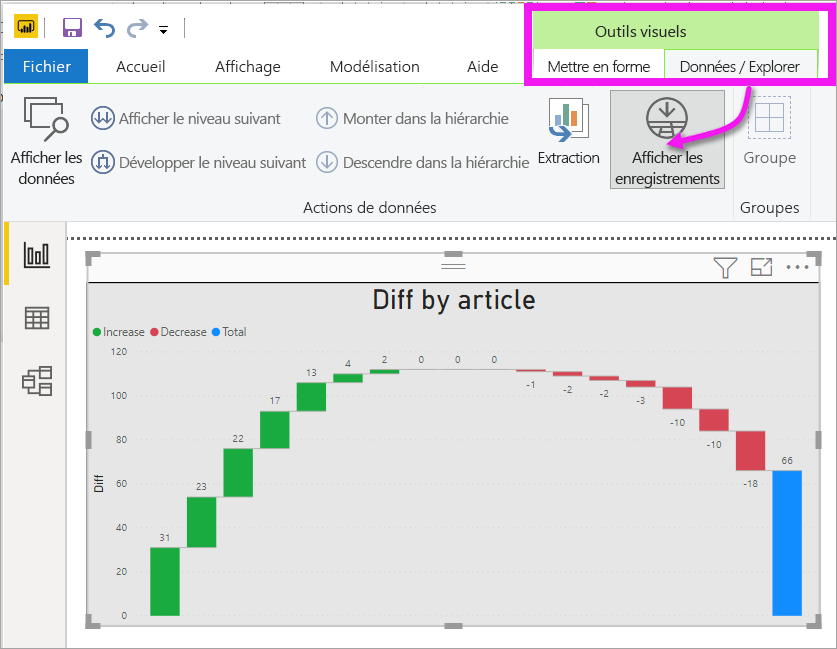 Outils visuels
Fichier
Accueil
Affichage
Modélisation
Aide
Mettre en forme
Données / Explorer
Afficher les
données
Afficher le niveau suivant
Développer le niveau suivant
Monter dans la hiérarchie
Descendre dans la hiérarchie
Extraction
Afficher les
enregistrements
Groupe
Actions de données
Groupes
Diff by article
Increase Decrease Total
Diff
120
100
80
60
40
20
0
31
23
22
17
13
4
2
0
0
0
-1
-2
-2
-3
-10
-10
-18
66